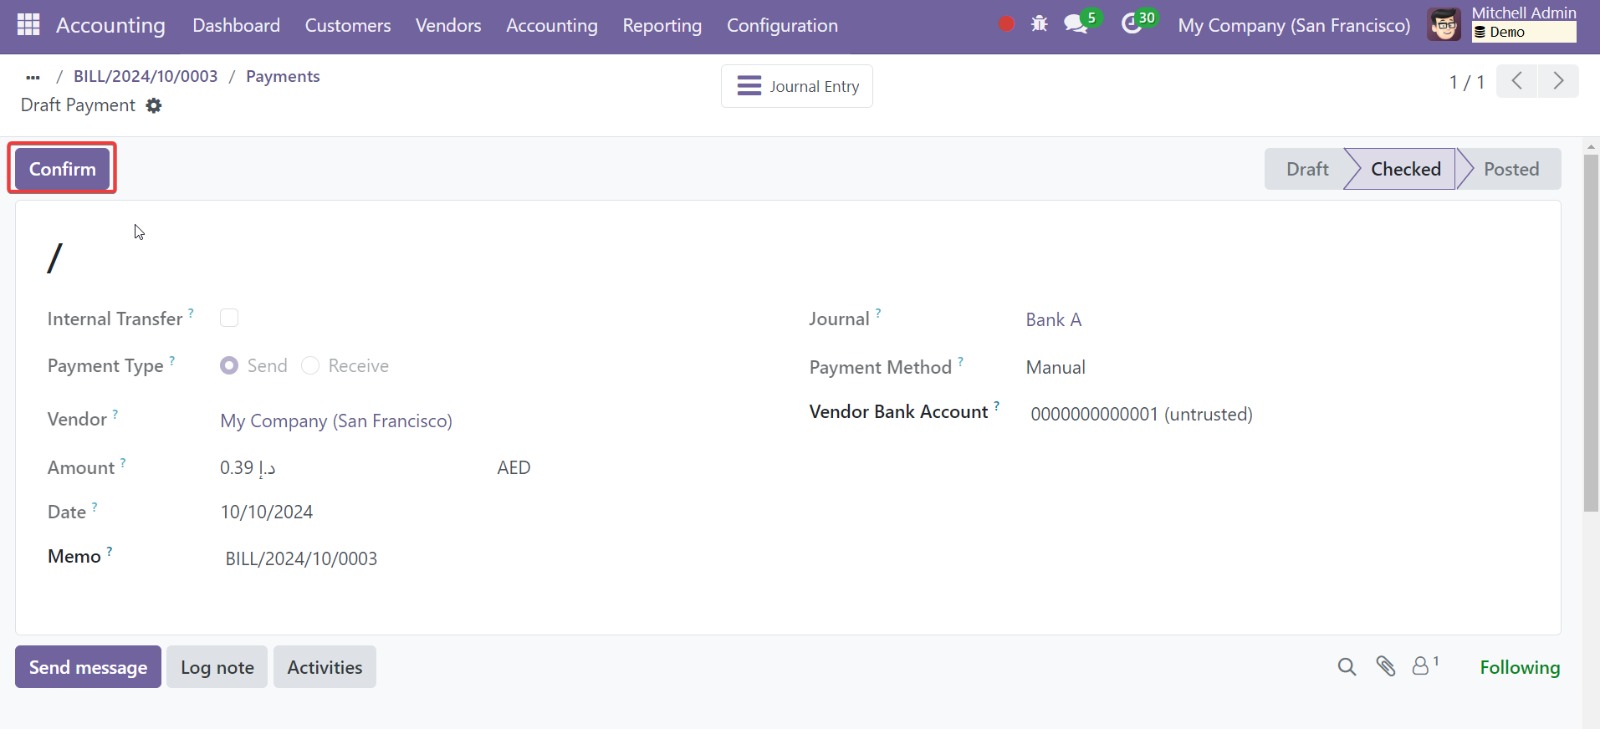 Accounting Dashboard Customers Vendors Accounting Reporting Configuration 5 30 My Company (San Francisco) Mitchell Admin
Demo
... / BILL/2024/10/0003 / Payments
Draft Payment
Journal Entry
1 / 1
Confirm
Draft Checked Posted
/
Internal Transfer ?
Payment Type ? Send Receive
Vendor ? My Company (San Francisco)
Amount ? 0.39 د.إ AED
Date ? 10/10/2024
Memo ? BILL/2024/10/0003
Journal ? Bank A
Payment Method ? Manual
Vendor Bank Account ? 0000000000001 (untrusted)
Send message Log note Activities 1 Following